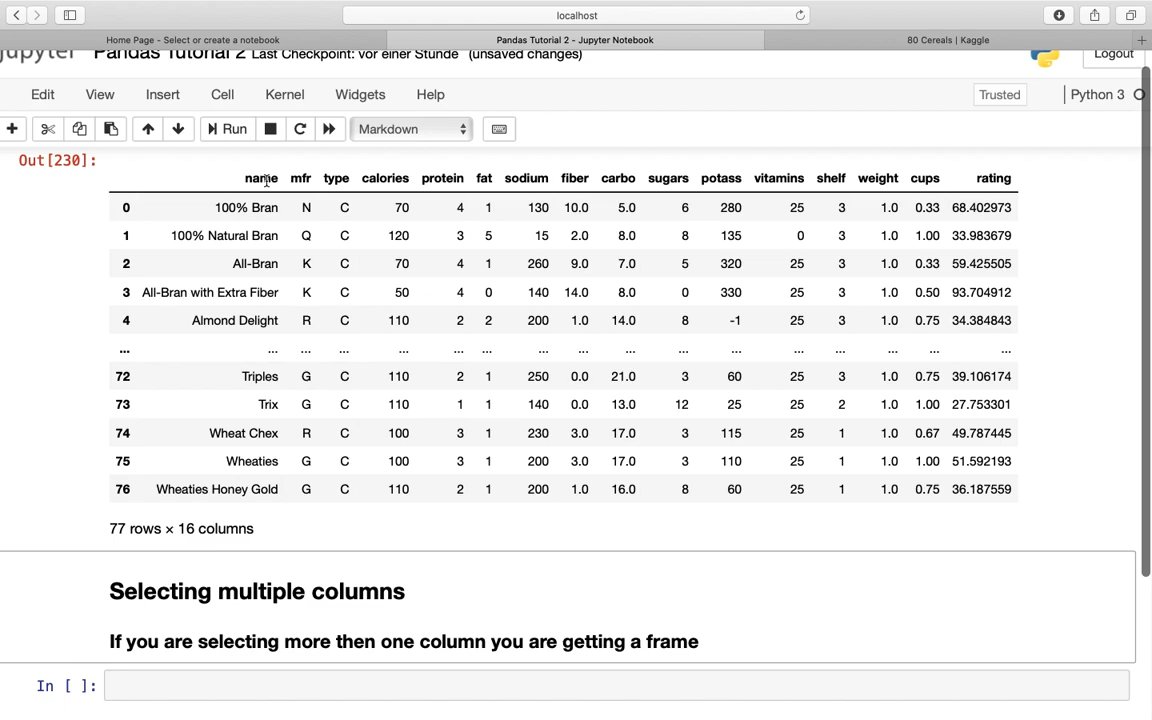 localhost
Home Page - Select or create a notebook
Pandas Tutorial 2 - Jupyter Notebook
80 Cereals | Kaggle
jupyter Pandas Tutorial 2 Last Checkpoint: vor einer Stunde (unsaved changes)
Logout
Edit View Insert Cell Kernel Widgets Help
Trusted
Python 3
Run
Markdown
Out[230]:
name mfr type calories protein fat sodium fiber carbo sugars potass vitamins shelf weight cups rating
0 100% Bran N C 70 4 1 130 10.0 5.0 6 280 25 3 1.0 0.33 68.402973
1 100% Natural Bran Q C 120 3 5 15 2.0 8.0 8 135 0 3 1.0 1.00 33.983679
2 All-Bran K C 70 4 1 260 9.0 7.0 5 320 25 3 1.0 0.33 59.425505
3 All-Bran with Extra Fiber K C 50 4 0 140 14.0 8.0 0 330 25 3 1.0 0.50 93.704912
4 Almond Delight R C 110 2 2 200 1.0 14.0 8 -1 25 3 1.0 0.75 34.384843
... ... ... ... ... ... ... ... ... ... ... ... ... ... ... ... ...
72 Triples G C 110 2 1 250 0.0 21.0 3 60 25 3 1.0 0.75 39.106174
73 Trix G C 110 1 1 140 0.0 13.0 12 25 25 2 1.0 1.00 27.753301
74 Wheat Chex R C 100 3 1 230 3.0 17.0 3 115 25 1 1.0 0.67 49.787445
75 Wheaties G C 100 3 1 200 3.0 17.0 3 110 25 1 1.0 1.00 51.592193
76 Wheaties Honey Gold G C 110 2 1 200 1.0 16.0 8 60 25 1 1.0 0.75 36.187559
77 rows × 16 columns
Selecting multiple columns
If you are selecting more then one column you are getting a frame
In [ ]: